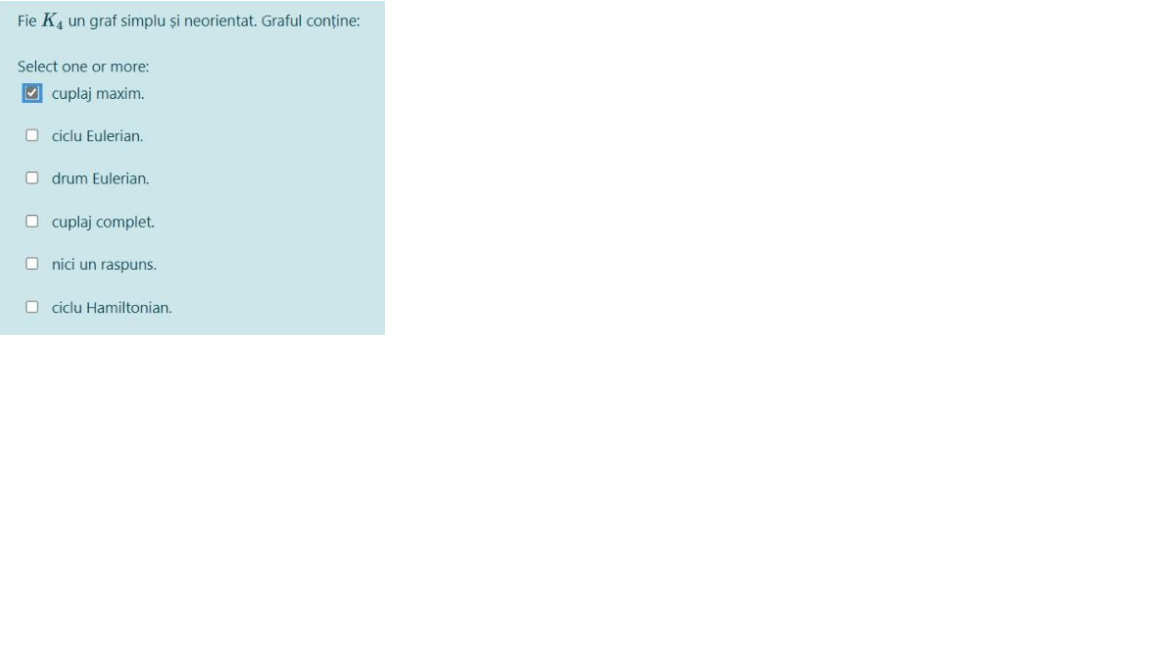 Fie K₄ un graf simplu și neorientat. Graful conține:
Select one or more:
cuplaj maxim.
ciclu Eulerian.
drum Eulerian.
cuplaj complet.
nici un raspuns.
ciclu Hamiltonian.